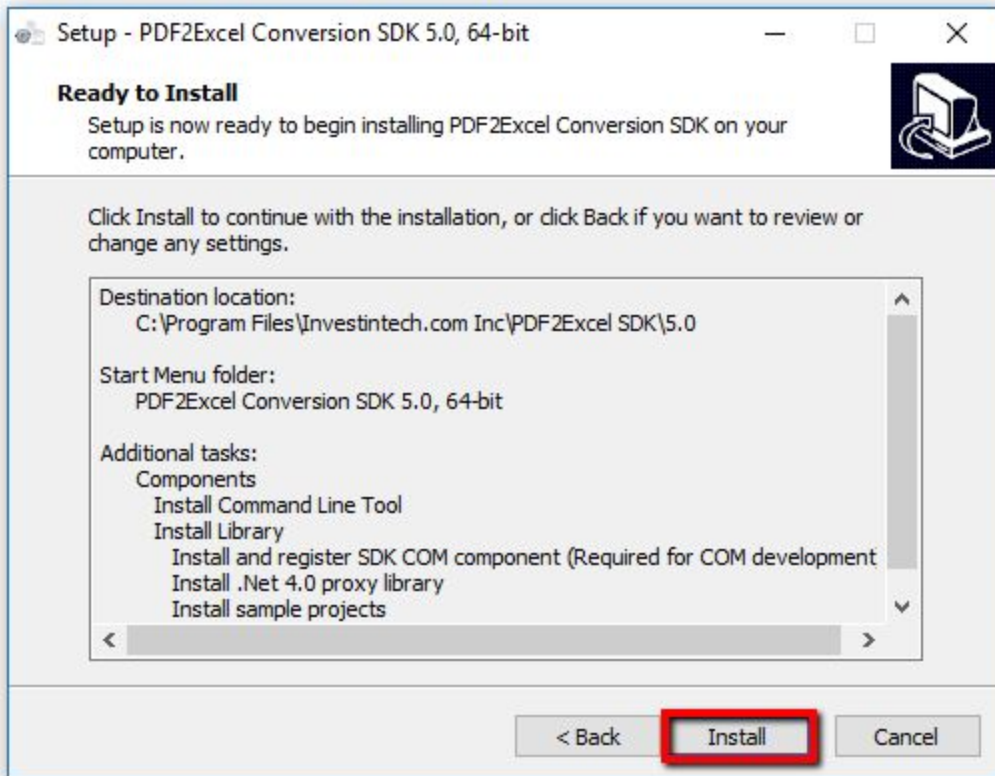 Setup - PDF2Excel Conversion SDK 5.0, 64-bit
Ready to Install
Setup is now ready to begin installing PDF2Excel Conversion SDK on your
computer.
Click Install to continue with the installation, or click Back if you want to review or
change any settings.
Destination location:
C:\Program Files\Investintech.com Inc\PDF2Excel SDK\5.0
Start Menu folder:
PDF2Excel Conversion SDK 5.0, 64-bit
Additional tasks:
Components
Install Command Line Tool
Install Library
Install and register SDK COM component (Required for COM development
Install .Net 4.0 proxy library
Install sample projects
< Back Install Cancel